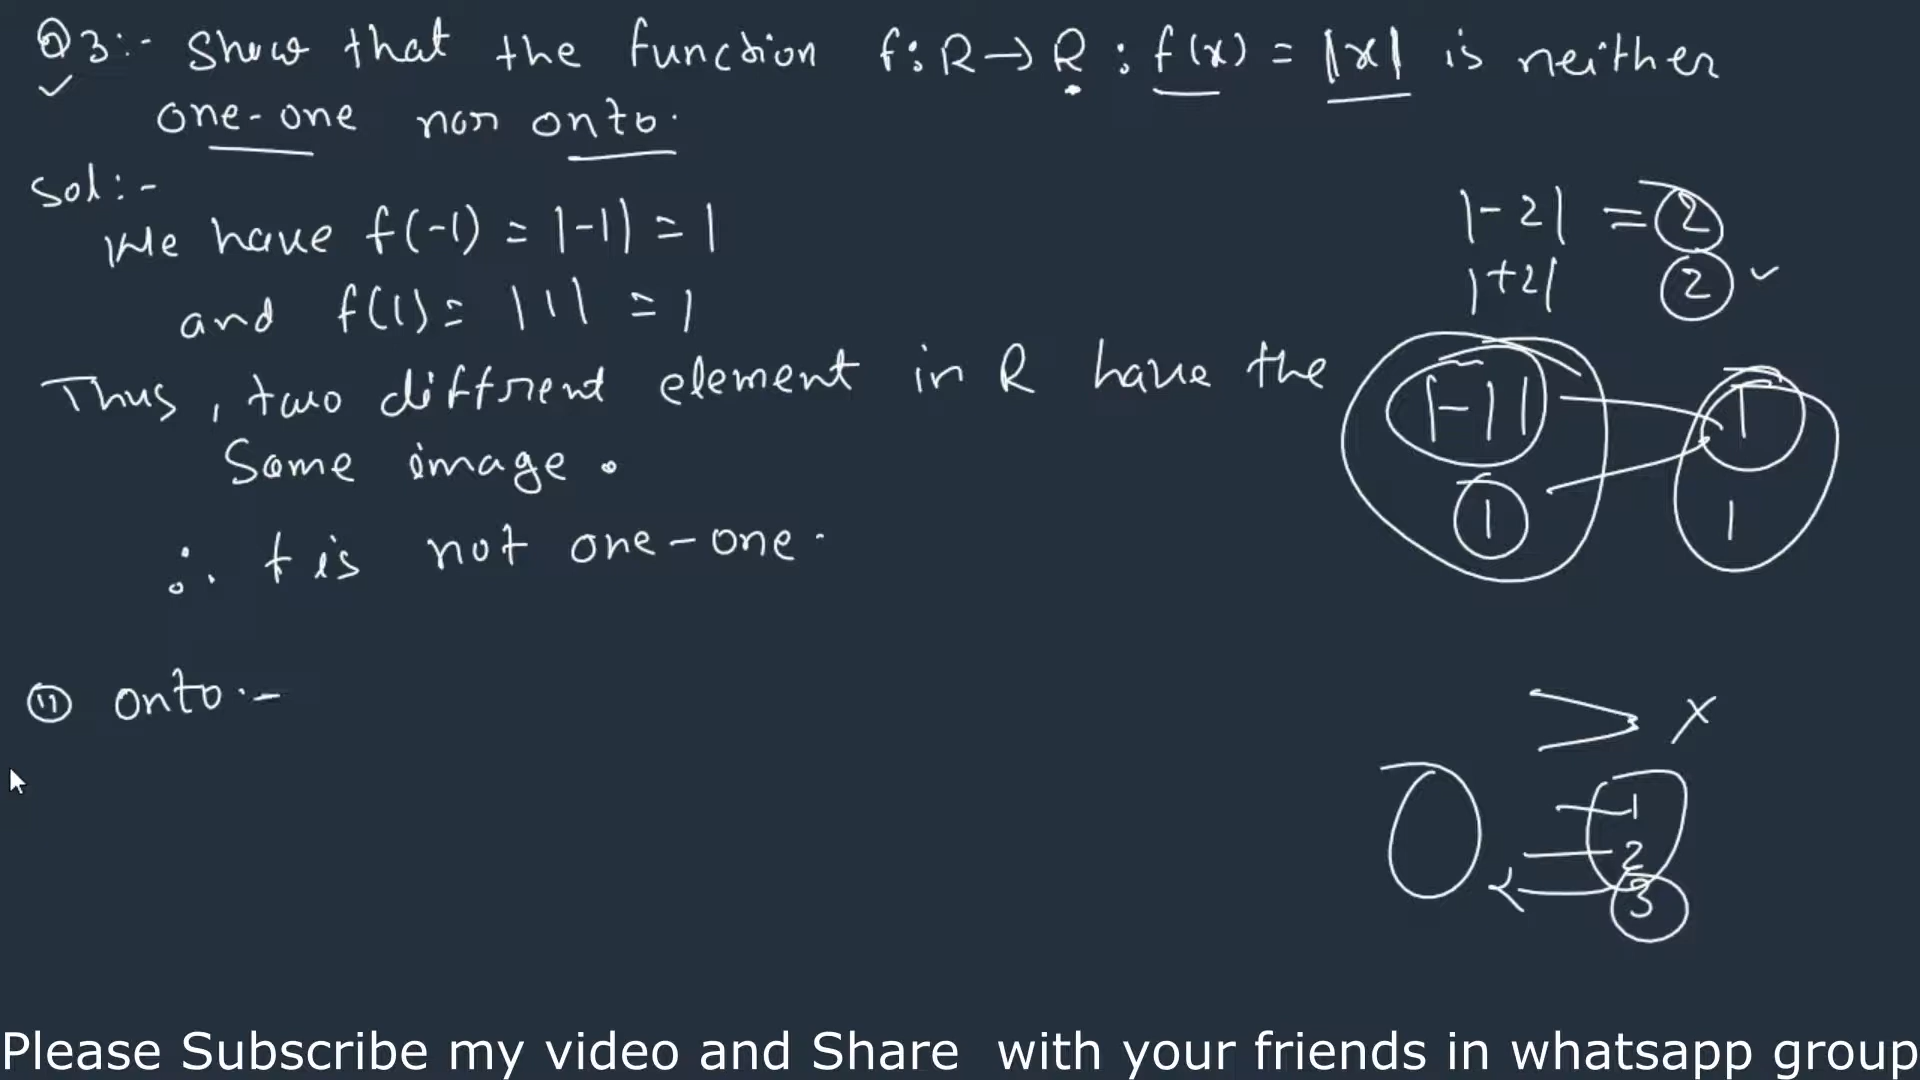 Q3:- Show that the function f: R→R : f(x) = |x| is neither
one-one nor onto.
Sol:-
We have f(-1) = |-1| = 1
and f(1) = |1| = 1
Thus, two different element in R have the
Same image.
∴ f is not one-one.
|-2| = 2
|+2| 2 ✓
|-1| 1
1 1
(ii) onto:-
> x
1
2
3
Please Subscribe my video and Share with your friends in whatsapp group